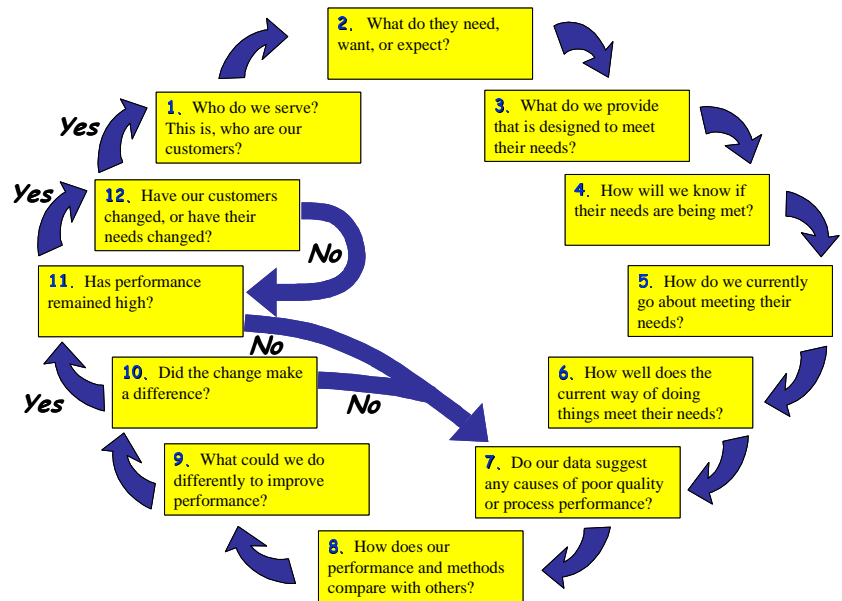 2、What do they need,
want, or expect?
1、Who do we serve?
This is, who are our
customers?
3、What do we provide
that is designed to meet
their needs?
Yes
12、Have our customers
changed, or have their
needs changed?
4、How will we know if
their needs are being met?
Yes
No
11、Has performance
remained high?
5、How do we currently
go about meeting their
needs?
No
10、Did the change make
a difference?
6、How well does the
current way of doing
things meet their needs?
Yes
No
9、What could we do
differently to improve
performance?
7、Do our data suggest
any causes of poor quality
or process performance?
8、How does our
performance and methods
compare with others?